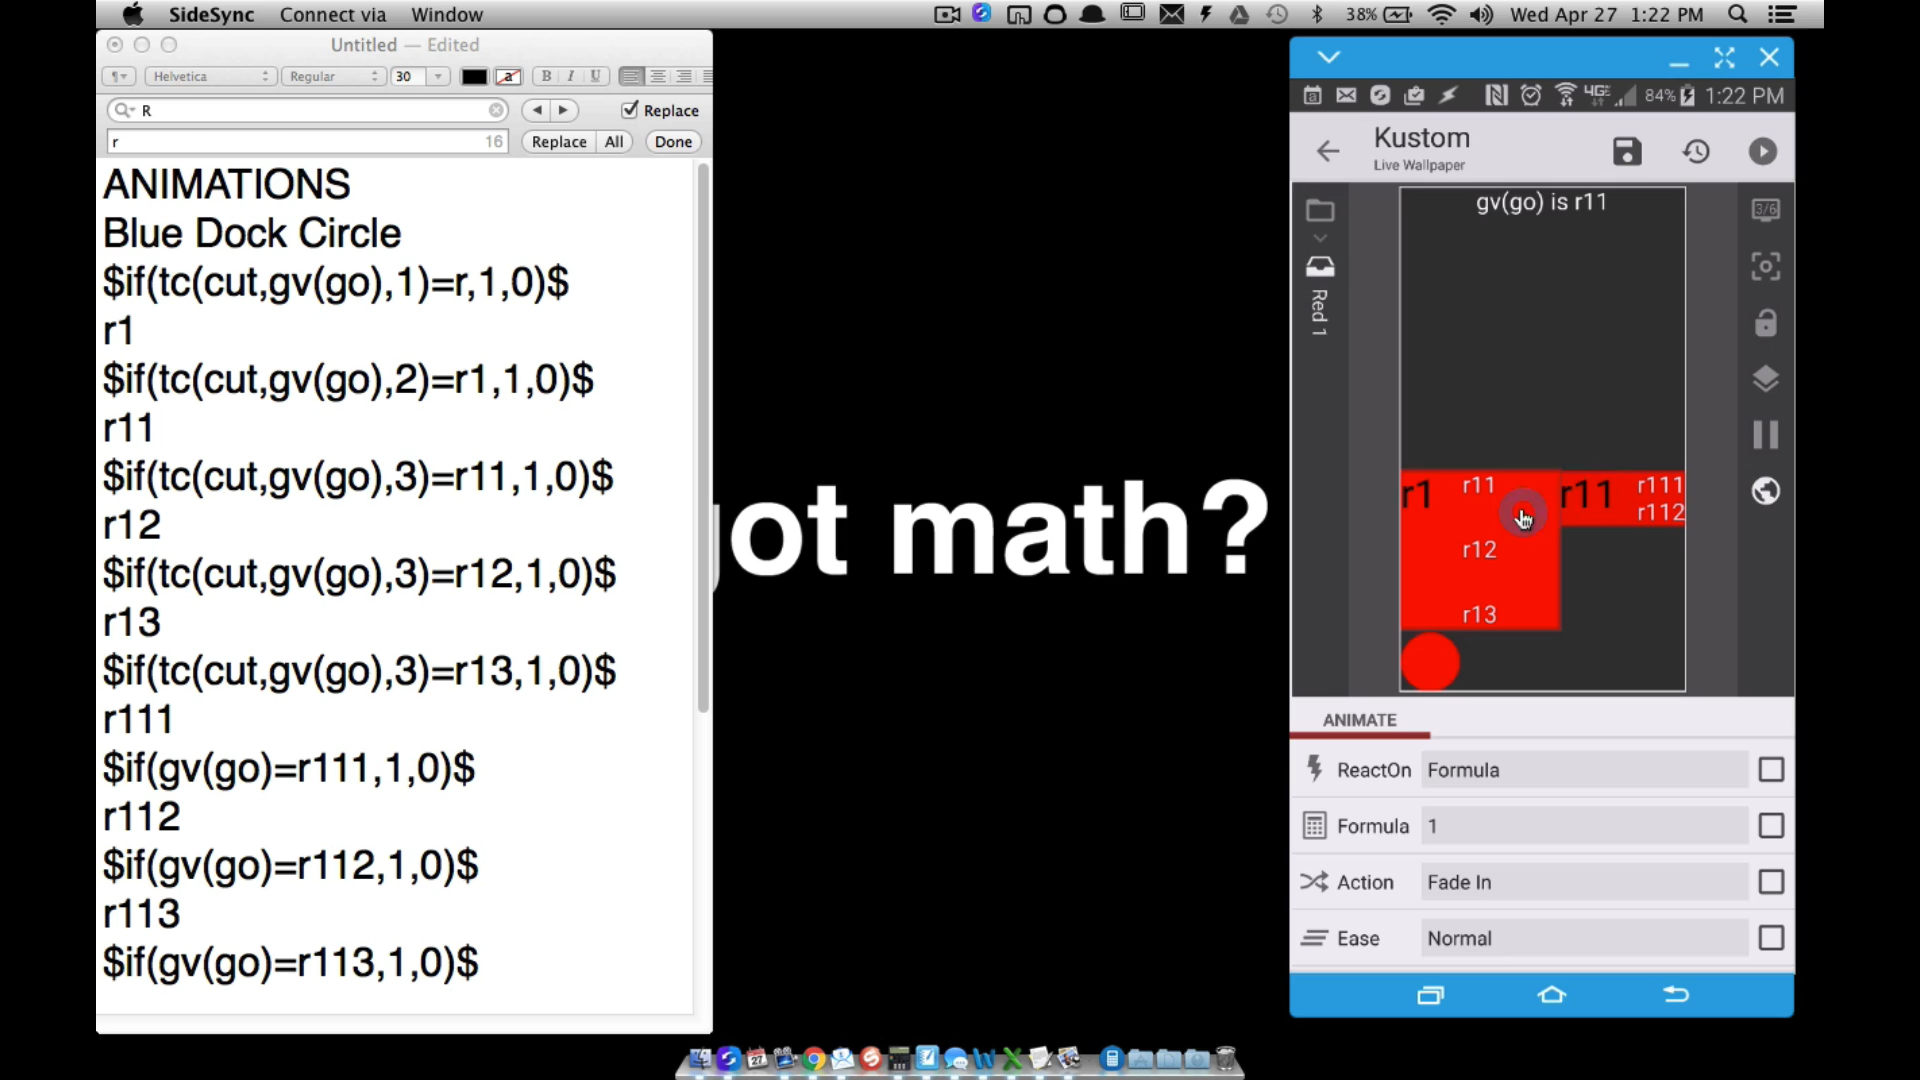 SideSync Connect via Window
38% Wed Apr 27 1:22 PM
Untitled — Edited
Helvetica Regular 30 a B I U
R Replace
r 16 Replace All Done
ANIMATIONS
Blue Dock Circle
$if(tc(cut,gv(go),1)=r,1,0)$
r1
$if(tc(cut,gv(go),2)=r1,1,0)$
r11
$if(tc(cut,gv(go),3)=r11,1,0)$
r12
$if(tc(cut,gv(go),3)=r12,1,0)$
r13
$if(tc(cut,gv(go),3)=r13,1,0)$
r111
$if(gv(go)=r111,1,0)$
r112
$if(gv(go)=r112,1,0)$
r113
$if(gv(go)=r113,1,0)$
got math?
84% 1:22 PM
Kustom
Live Wallpaper
gv(go) is r11
3/6
Red 1
r1 r11 r11 r111
r112
r12
r13
ANIMATE
ReactOn Formula
Formula 1
Action Fade In
Ease Normal